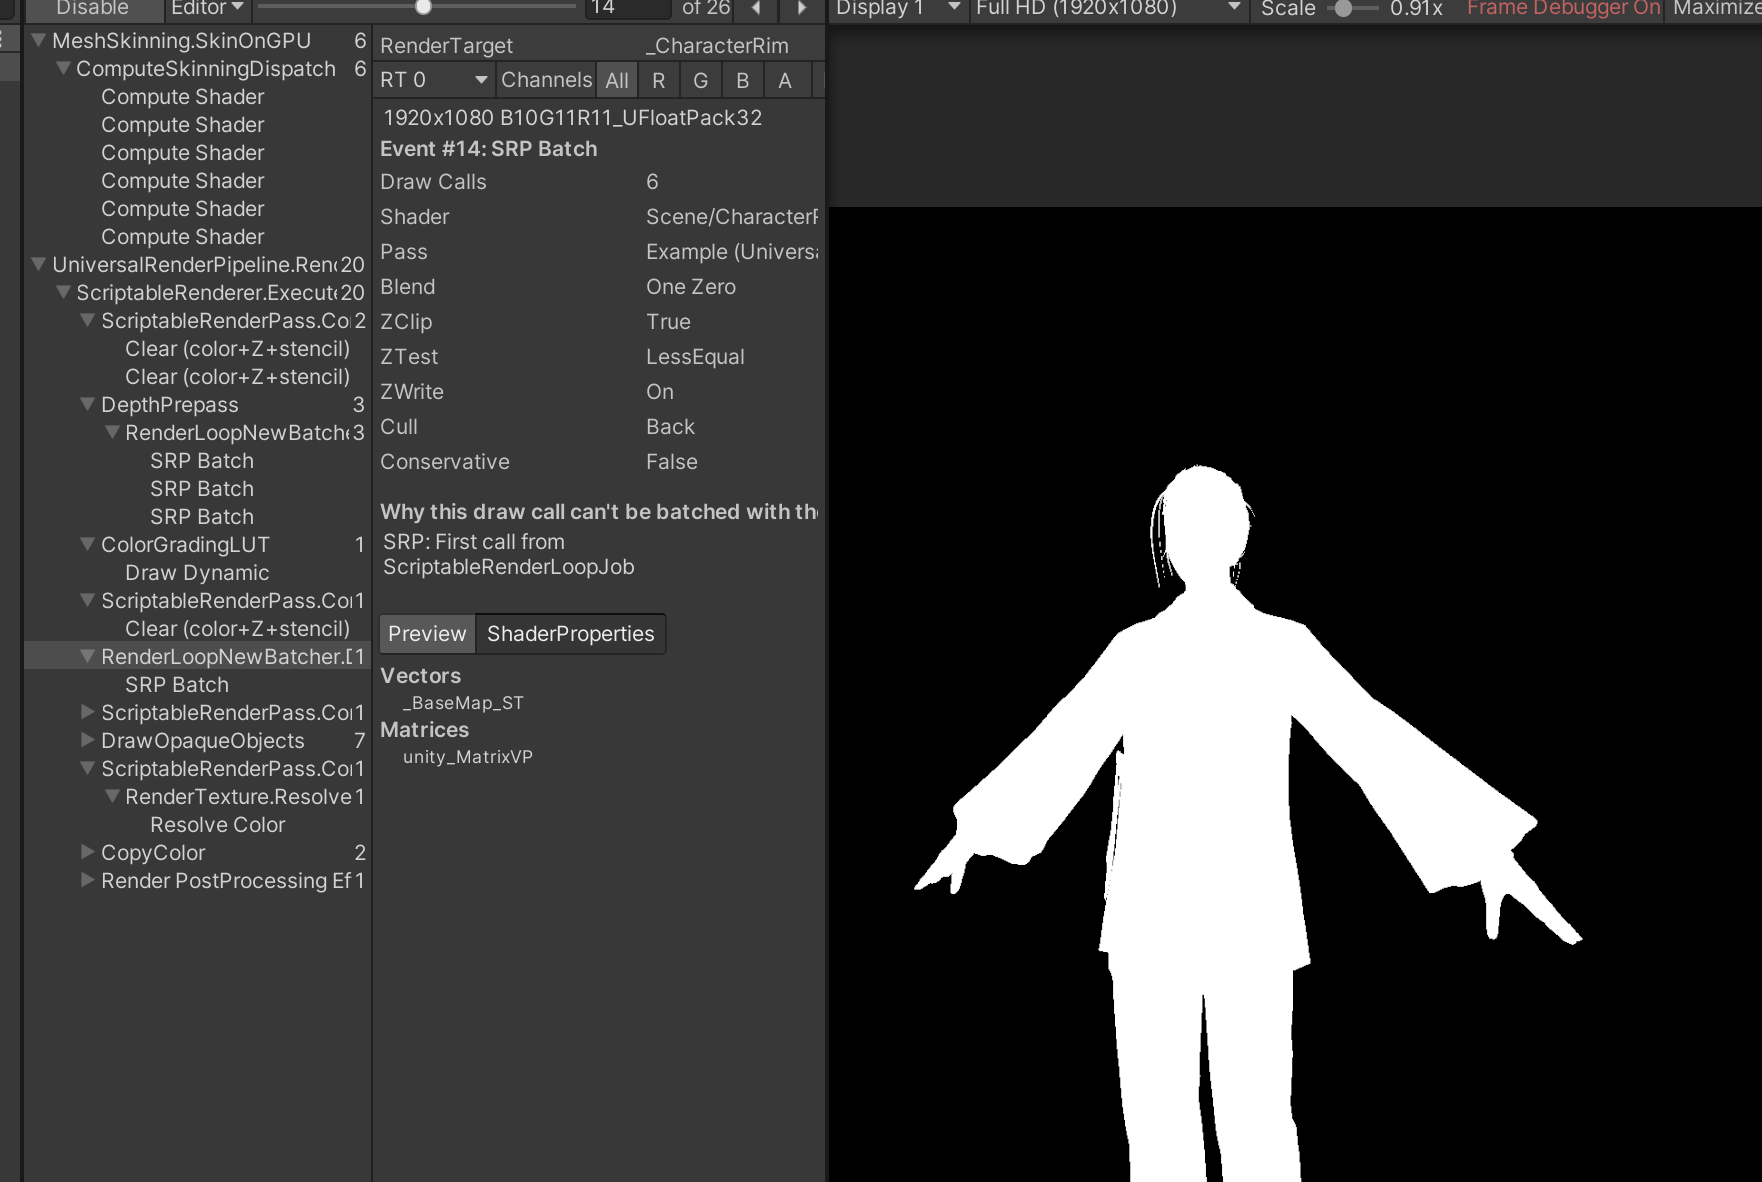 Disable
Editor
14
of 26
Display 1
Full HD (1920x1080)
Scale
0.91x
Frame Debugger On
Maximize
MeshSkinning.SkinOnGPU 6
ComputeSkinningDispatch 6
Compute Shader
Compute Shader
Compute Shader
Compute Shader
Compute Shader
Compute Shader
UniversalRenderPipeline.Ren 20
ScriptableRenderer.Execut 20
ScriptableRenderPass.Co 2
Clear (color+Z+stencil)
Clear (color+Z+stencil)
DepthPrepass 3
RenderLoopNewBatche 3
SRP Batch
SRP Batch
SRP Batch
ColorGradingLUT 1
Draw Dynamic
ScriptableRenderPass.Co 1
Clear (color+Z+stencil)
RenderLoopNewBatcher. 1
SRP Batch
ScriptableRenderPass.Co 1
DrawOpaqueObjects 7
ScriptableRenderPass.Co 1
RenderTexture.Resolve 1
Resolve Color
CopyColor 2
Render PostProcessing Ef 1
RenderTarget _CharacterRim
RT 0
Channels All R G B A
1920x1080 B10G11R11_UFloatPack32
Event #14: SRP Batch
Draw Calls 6
Shader Scene/Character
Pass Example (Univers
Blend One Zero
ZClip True
ZTest LessEqual
ZWrite On
Cull Back
Conservative False
Why this draw call can't be batched with th
SRP: First call from
ScriptableRenderLoopJob
Preview ShaderProperties
Vectors
_BaseMap_ST
Matrices
unity_MatrixVP